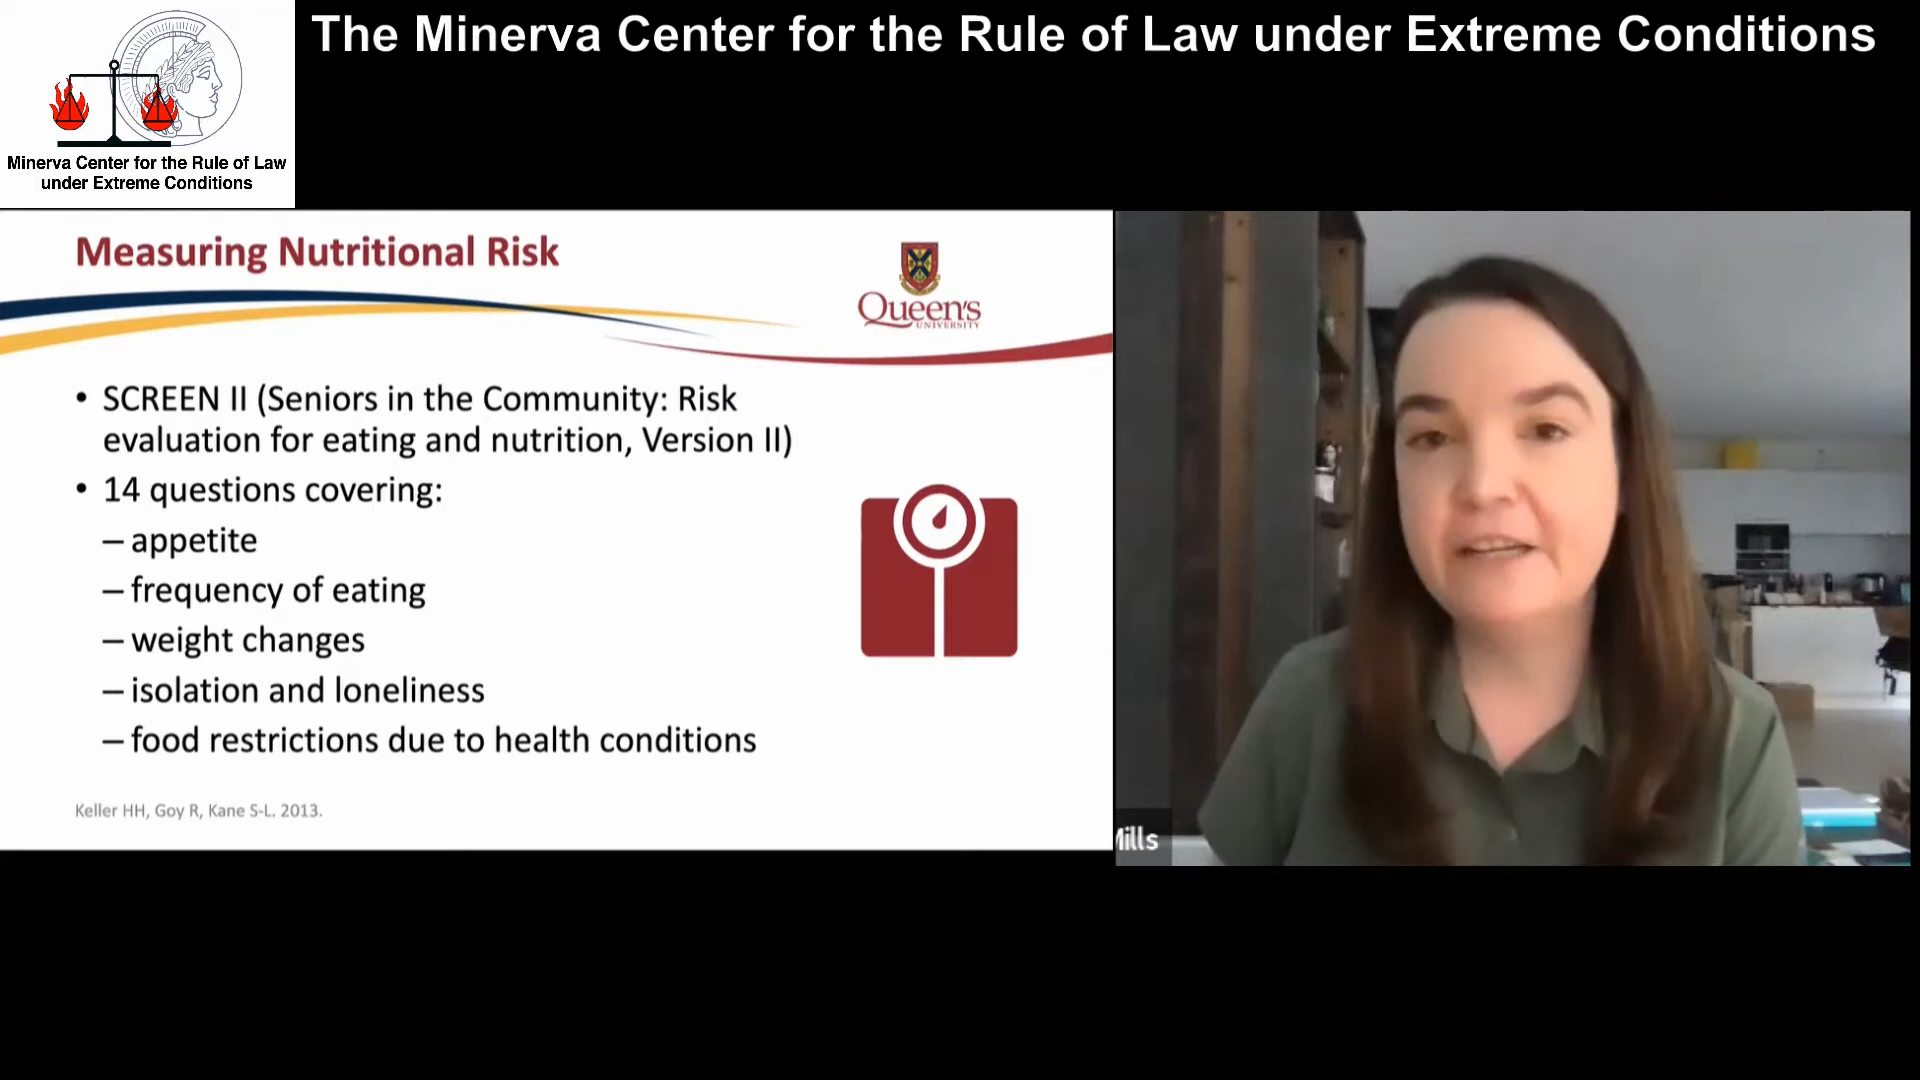 The Minerva Center for the Rule of Law under Extreme Conditions
Minerva Center for the Rule of Law
under Extreme Conditions
Measuring Nutritional Risk
Queen's
UNIVERSITY
• SCREEN II (Seniors in the Community: Risk
evaluation for eating and nutrition, Version II)
• 14 questions covering:
– appetite
– frequency of eating
– weight changes
– isolation and loneliness
– food restrictions due to health conditions
Keller HH, Goy R, Kane S-L. 2013.
Mills